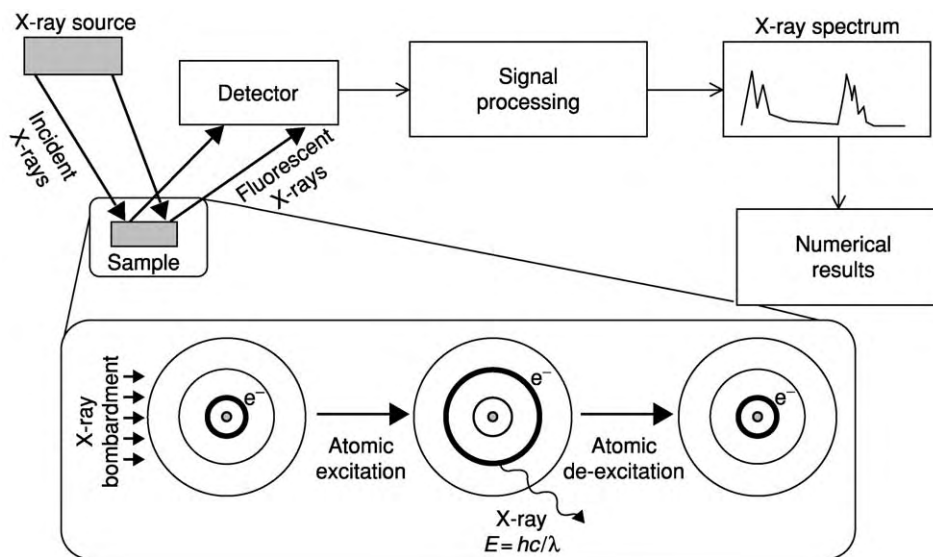 X-ray source
X-ray spectrum
Detector
Signal
processing
Incident
X-rays
Fluorescent
X-rays
Sample
Numerical
results
X-ray
bombardment
e⁻
e⁻
e⁻
Atomic
excitation
Atomic
de-excitation
X-ray
E = hc/λ